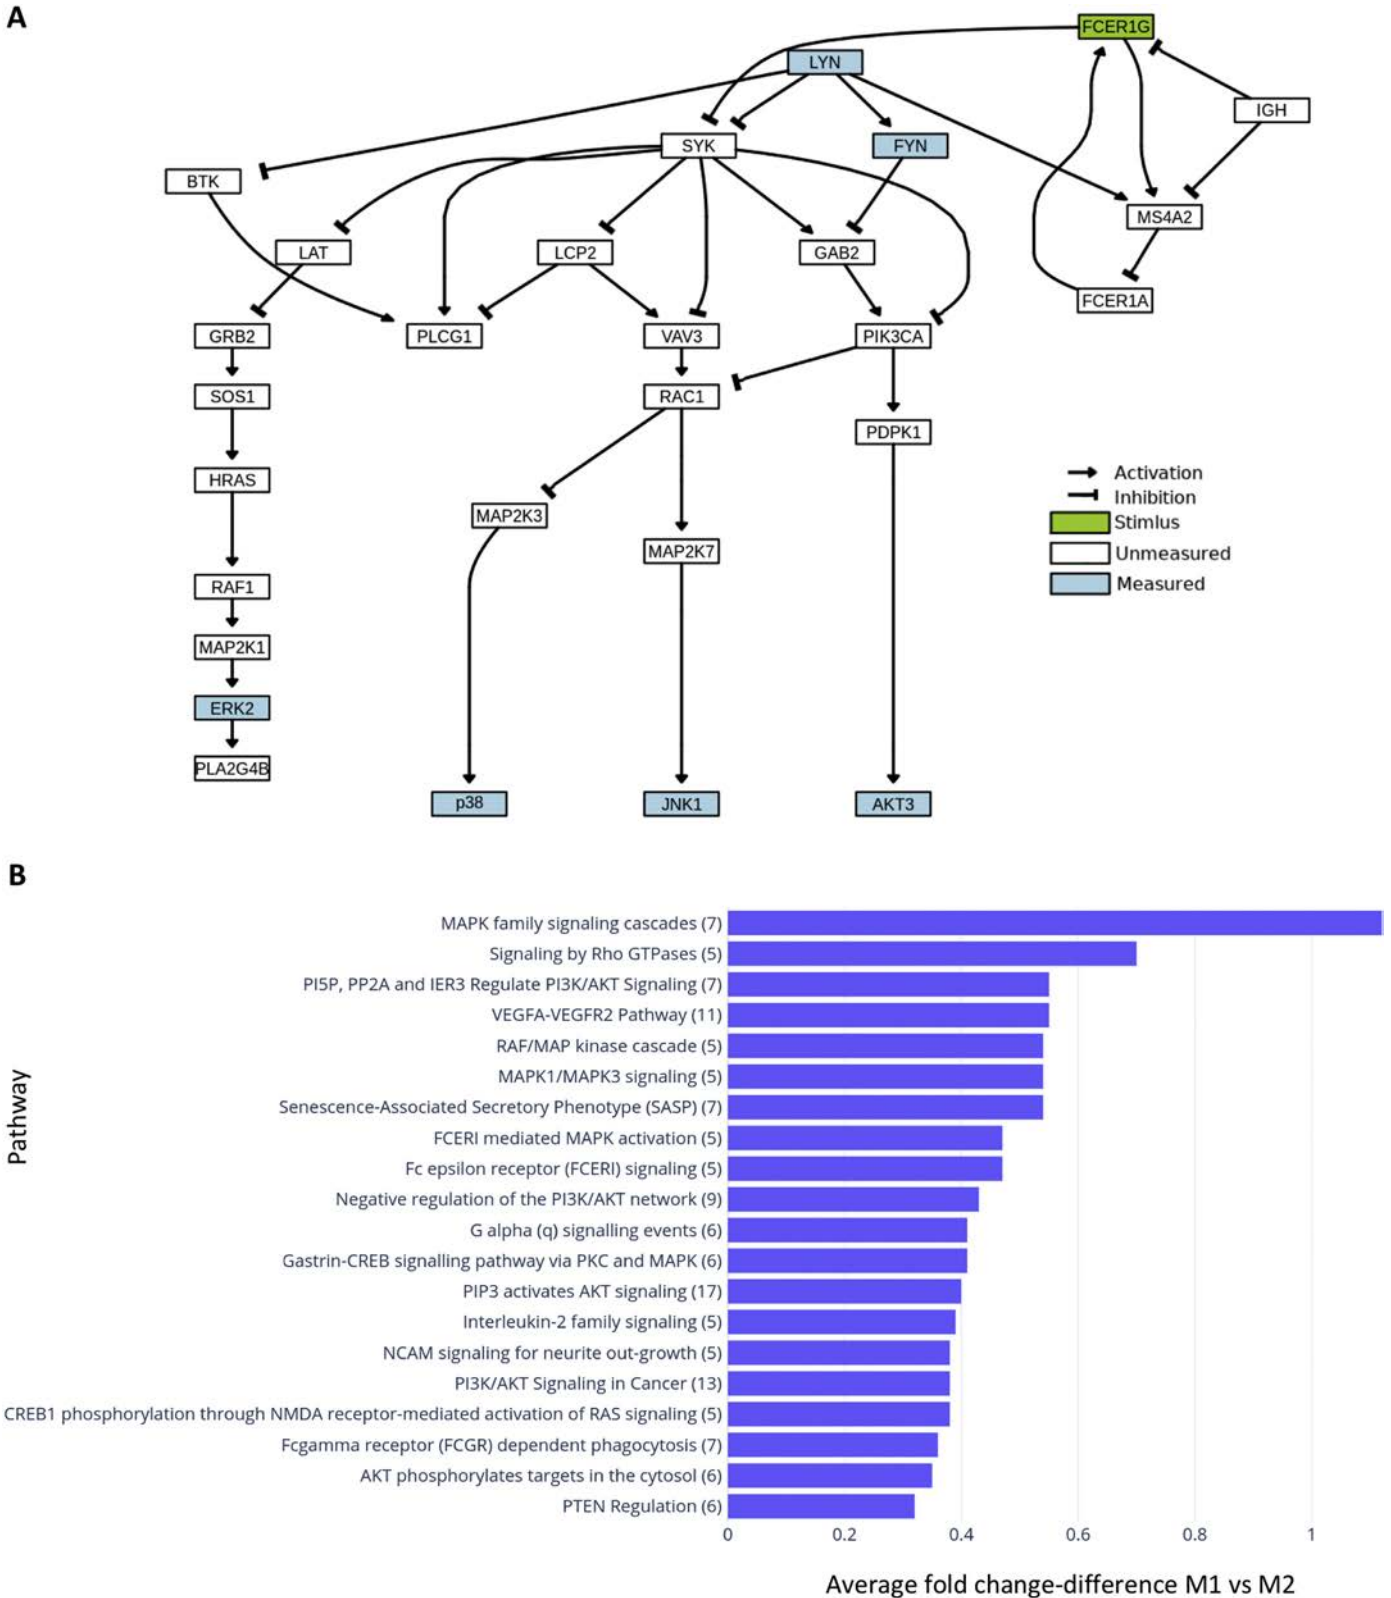 A
FCER1G
LYN
IGH
SYK
FYN
BTK
MS4A2
LAT
LCP2
GAB2
FCER1A
GRB2
PLCG1
VAV3
PIK3CA
SOS1
RAC1
PDPK1
HRAS
MAP2K3
MAP2K7
RAF1
MAP2K1
ERK2
PLA2G4B
p38
JNK1
AKT3
Activation
Inhibition
Stimlus
Unmeasured
Measured
B
Pathway
MAPK family signaling cascades (7)
Signaling by Rho GTPases (5)
PI5P, PP2A and IER3 Regulate PI3K/AKT Signaling (7)
VEGFA-VEGFR2 Pathway (11)
RAF/MAP kinase cascade (5)
MAPK1/MAPK3 signaling (5)
Senescence-Associated Secretory Phenotype (SASP) (7)
FCERI mediated MAPK activation (5)
Fc epsilon receptor (FCERI) signaling (5)
Negative regulation of the PI3K/AKT network (9)
G alpha (q) signalling events (6)
Gastrin-CREB signalling pathway via PKC and MAPK (6)
PIP3 activates AKT signaling (17)
Interleukin-2 family signaling (5)
NCAM signaling for neurite out-growth (5)
PI3K/AKT Signaling in Cancer (13)
CREB1 phosphorylation through NMDA receptor-mediated activation of RAS signaling (5)
Fcgamma receptor (FCGR) dependent phagocytosis (7)
AKT phosphorylates targets in the cytosol (6)
PTEN Regulation (6)
0 0.2 0.4 0.6 0.8 1
Average fold change-difference M1 vs M2